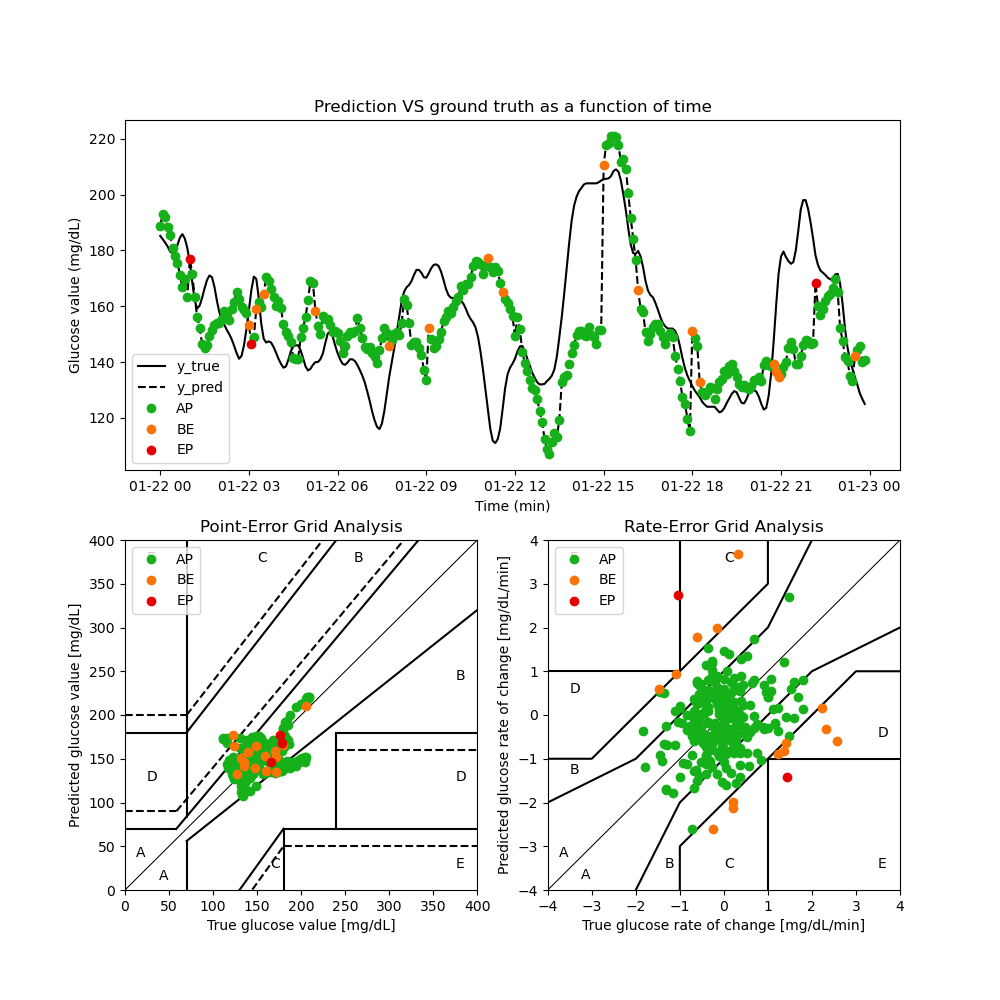 Prediction VS ground truth as a function of time
Glucose value (mg/dL)
220
200
180
160
140
120
y_true
y_pred
AP
BE
EP
01-22 00 01-22 03 01-22 06 01-22 09 01-22 12 01-22 15 01-22 18 01-22 21 01-23 00
Time (min)
Point-Error Grid Analysis
Predicted glucose value [mg/dL]
400
350
300
250
200
150
100
50
0
AP
BE
EP
C
B
B
D
D
A
A
C
E
0 50 100 150 200 250 300 350 400
True glucose value [mg/dL]
Rate-Error Grid Analysis
Predicted glucose rate of change [mg/dL/min]
4
3
2
1
0
−1
−2
−3
−4
AP
BE
EP
C
D
D
B
A
A
B
C
E
−4 −3 −2 −1 0 1 2 3 4
True glucose rate of change [mg/dL/min]